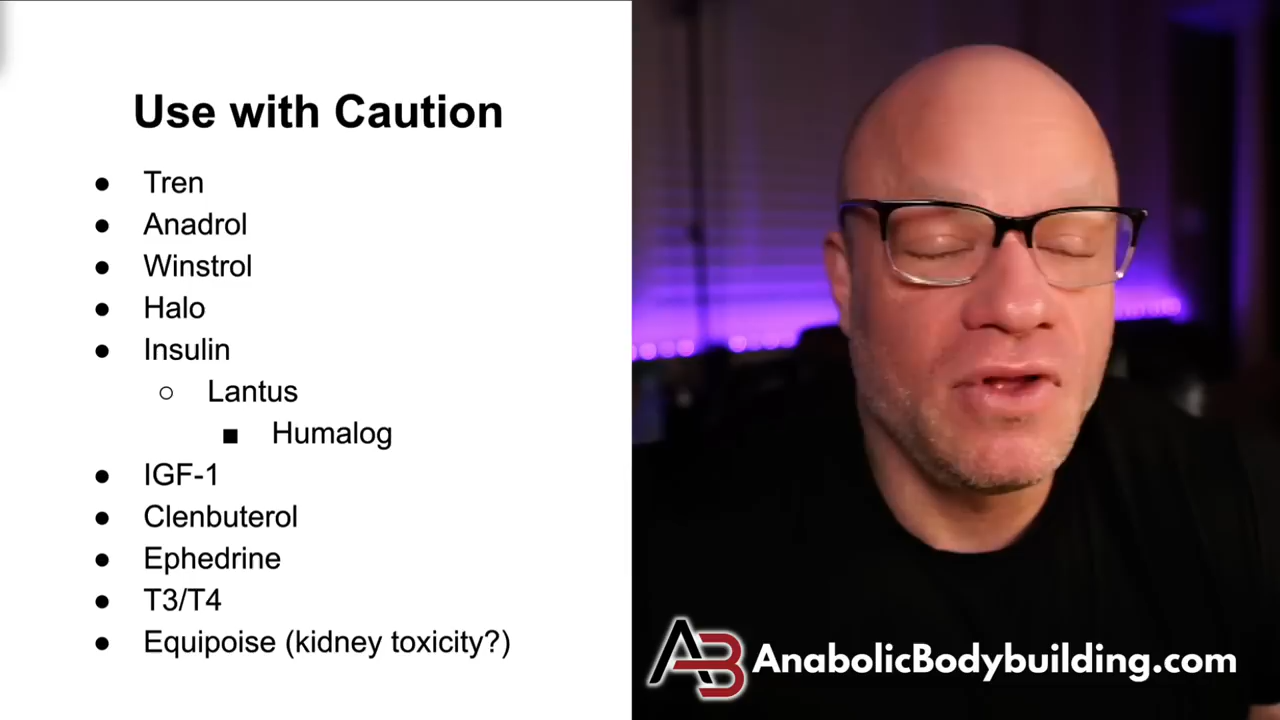 Use with Caution
● Tren
● Anadrol
● Winstrol
● Halo
● Insulin
○ Lantus
■ Humalog
● IGF-1
● Clenbuterol
● Ephedrine
● T3/T4
● Equipoise (kidney toxicity?)
AB AnabolicBodybuilding.com